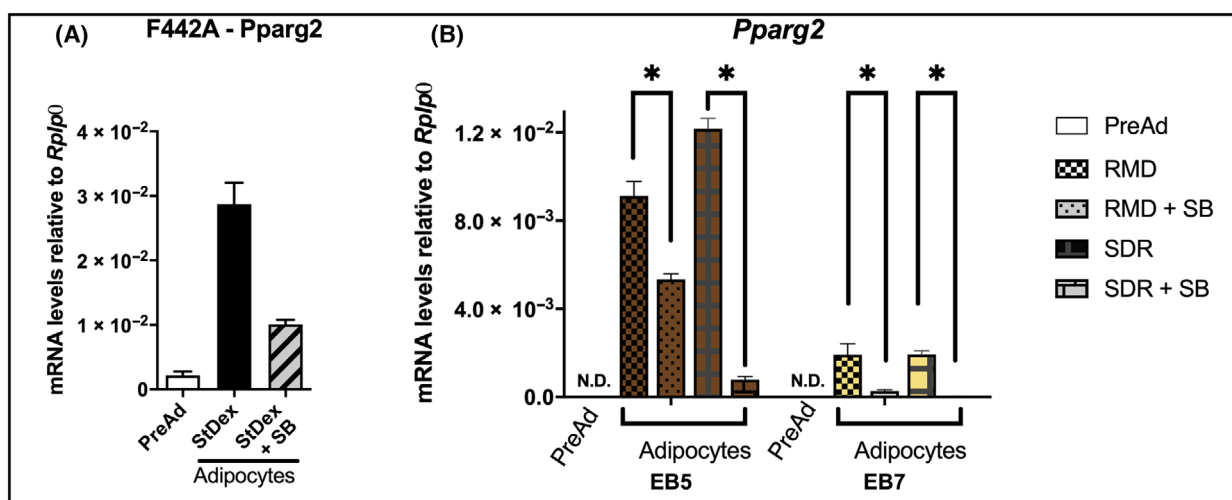 (A) F442A - Pparg2
mRNA levels relative to Rplp0
4 × 10⁻²
3 × 10⁻²
2 × 10⁻²
1 × 10⁻²
0
PreAd
StDex
StDex
+ SB
Adipocytes
(B) Pparg2
mRNA levels relative to Rplp0
1.2 × 10⁻²
8.0 × 10⁻³
4.0 × 10⁻³
0.0
* * * *
N.D. N.D.
PreAd
Adipocytes
EB5
PreAd
Adipocytes
EB7
PreAd
RMD
RMD + SB
SDR
SDR + SB